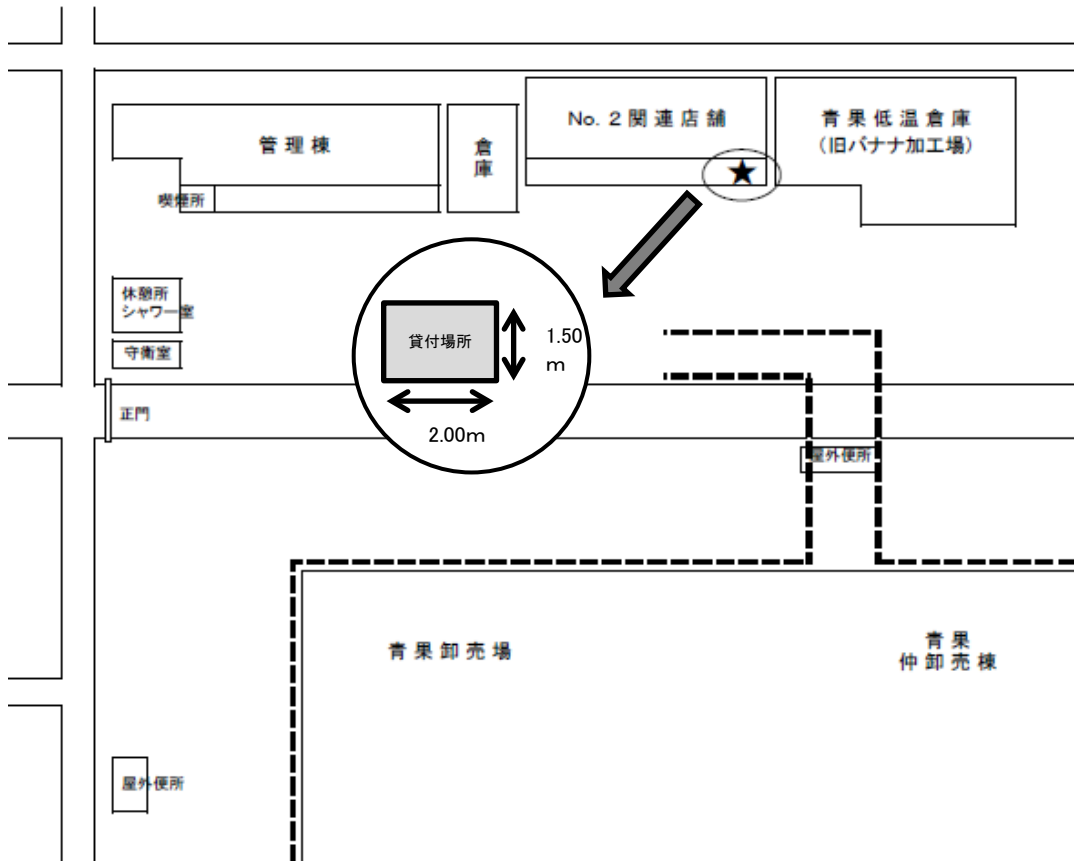 No. 2 関連店舗
青果低温倉庫
(旧バナナ加工場)
管理棟
倉庫
★
喫煙所
休憩所
シャワー室
守衛室
貸付場所
1.50
m
2.00m
正門
屋外便所
青果卸売場
青果
仲卸売棟
屋外便所